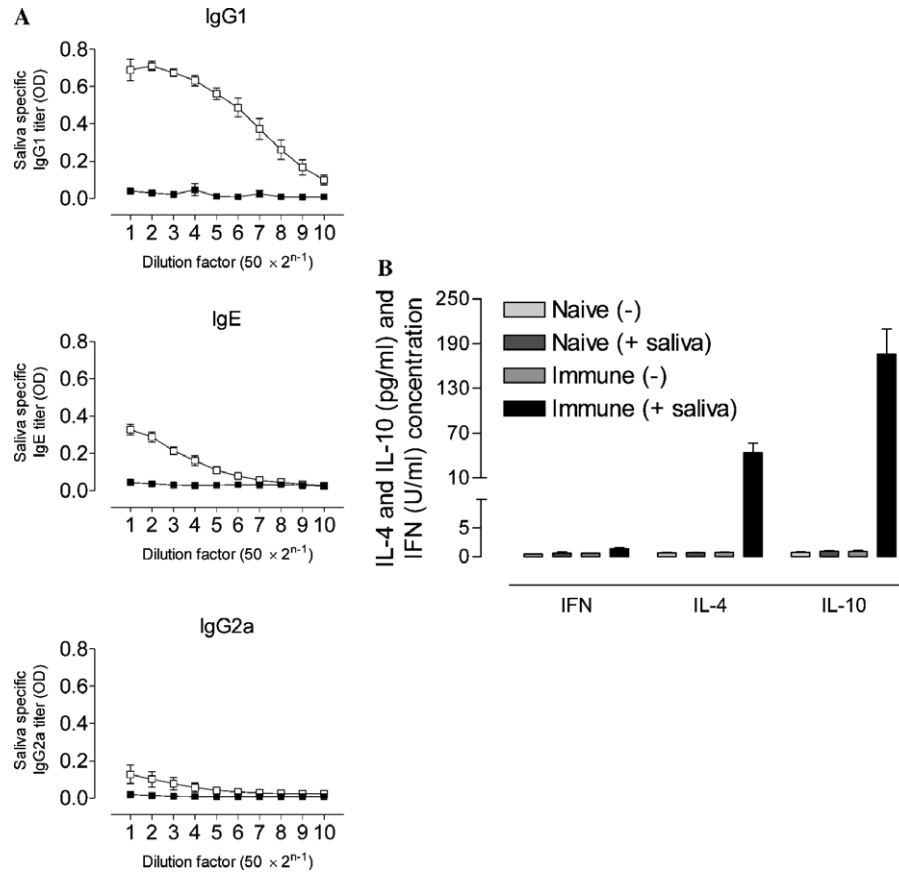 A
IgG1
Saliva specific
IgG1 titer (OD)
0.8
0.6
0.4
0.2
0.0
1 2 3 4 5 6 7 8 9 10
Dilution factor (50 × 2ⁿ⁻¹)
IgE
Saliva specific
IgE titer (OD)
0.8
0.6
0.4
0.2
0.0
1 2 3 4 5 6 7 8 9 10
Dilution factor (50 × 2ⁿ⁻¹)
IgG2a
Saliva specific
IgG2a titer (OD)
0.8
0.6
0.4
0.2
0.0
1 2 3 4 5 6 7 8 9 10
Dilution factor (50 × 2ⁿ⁻¹)
B
IL-4 and IL-10 (pg/ml) and
IFN (U/ml) concentration
250
190
130
70
10
5
0
Naive (-)
Naive (+ saliva)
Immune (-)
Immune (+ saliva)
IFN IL-4 IL-10